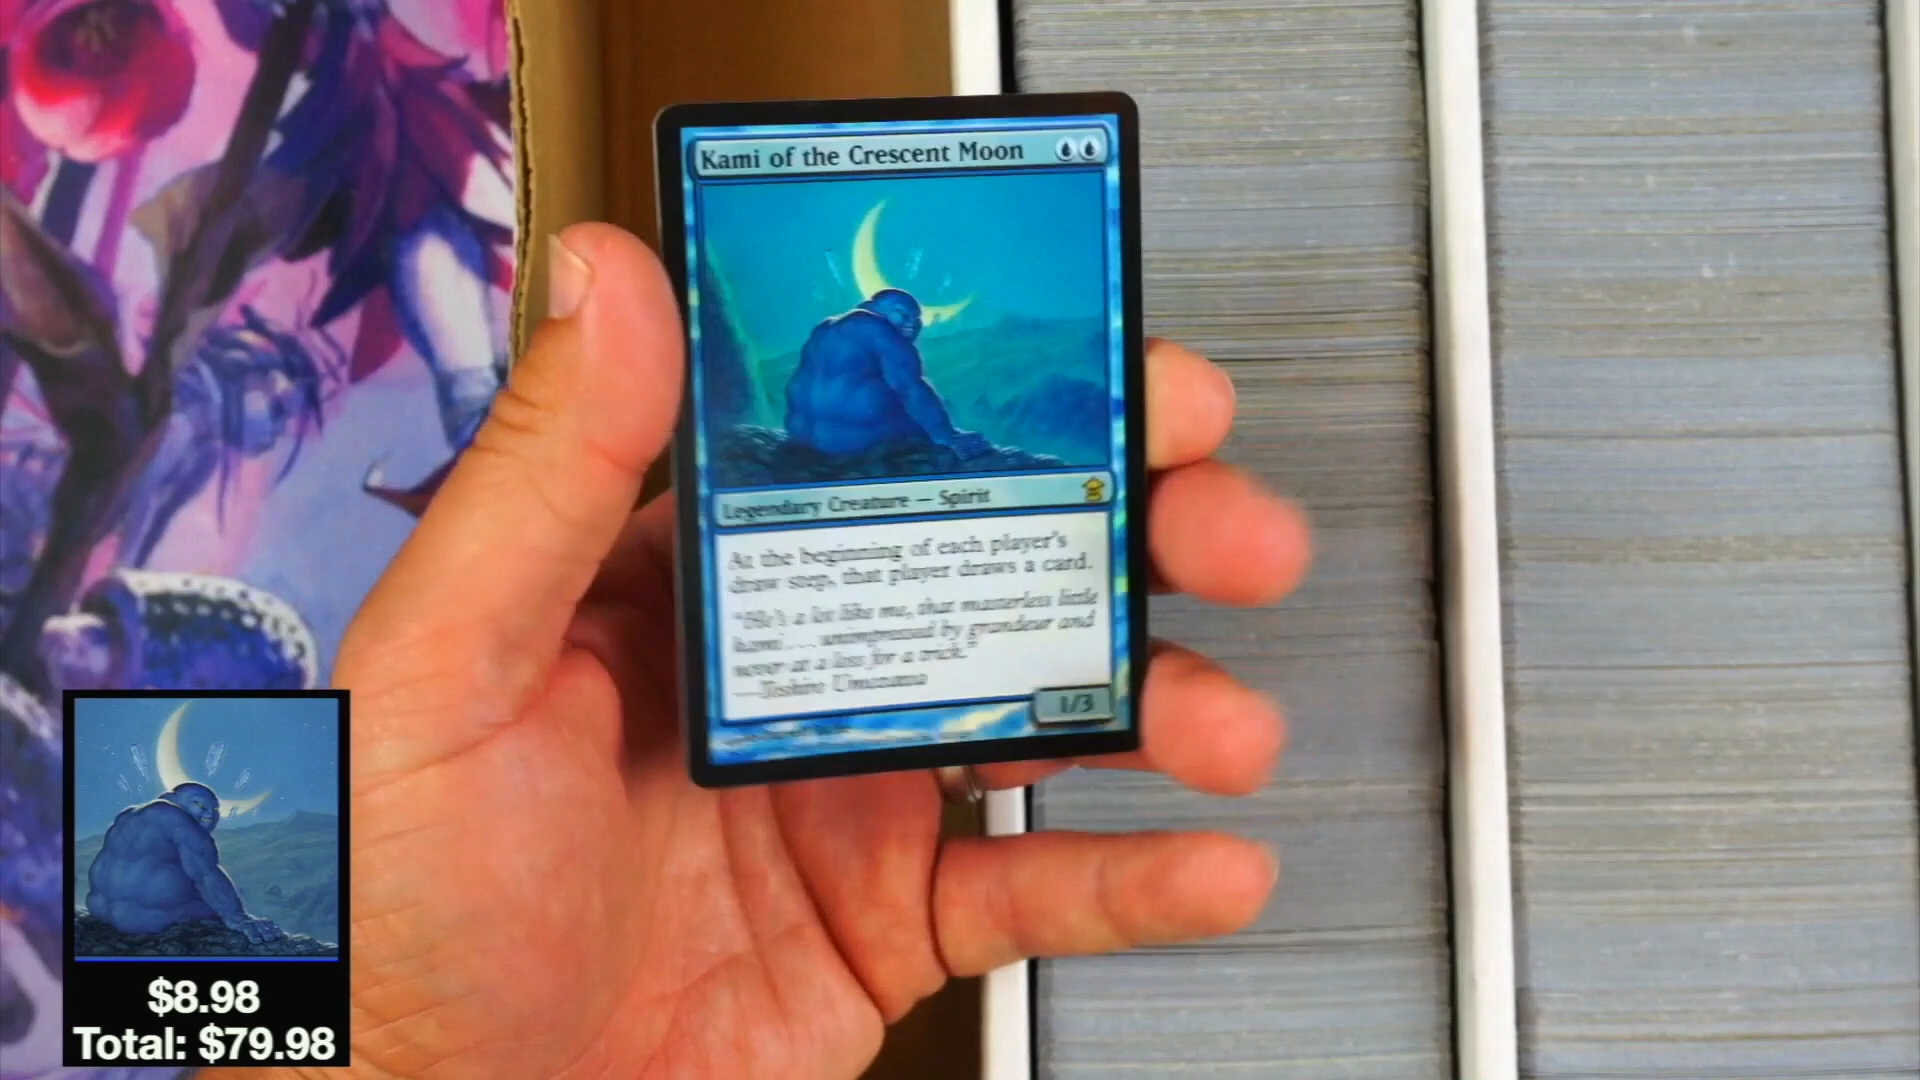 Kami of the Crescent Moon
Legendary Creature — Spirit
At the beginning of each player's
draw step, that player draws a card.
"He's a lot like me, that masterless little
kami . . . unimpressed by grandeur and
never at a loss for a trick."
—Toshiro Umezawa
1/3
$8.98
Total: $79.98